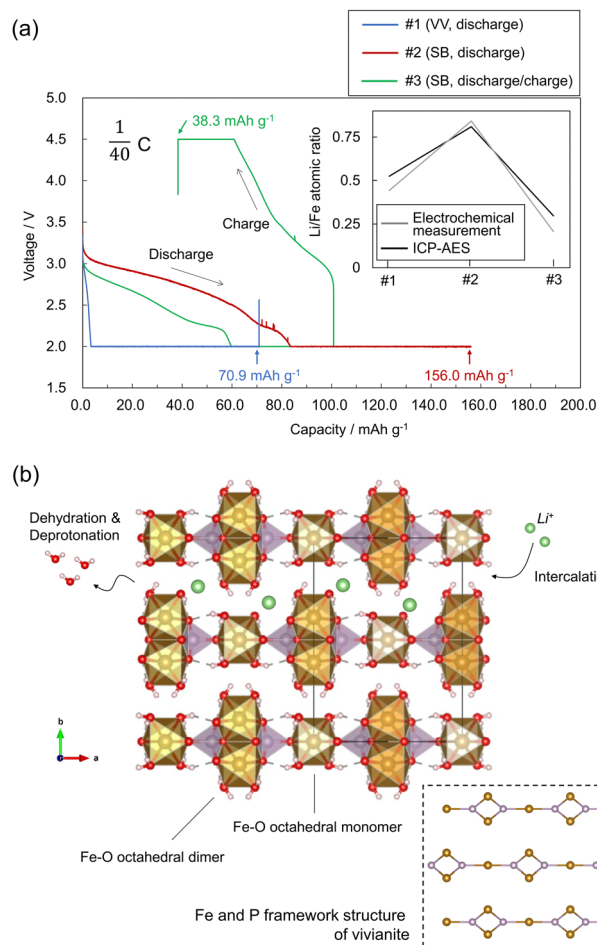 (a)
#1 (VV, discharge)
#2 (SB, discharge)
#3 (SB, discharge/charge)
5.0
4.5
4.0
3.5
3.0
2.5
2.0
1.5
Voltage / V
1/40 C
38.3 mAh g⁻¹
Charge
Discharge
70.9 mAh g⁻¹
156.0 mAh g⁻¹
0.0 20.0 40.0 60.0 80.0 100.0 120.0 140.0 160.0 180.0 200.0
Capacity / mAh g⁻¹
Li/Fe atomic ratio
0.75
0.5
0.25
0
Electrochemical
measurement
ICP-AES
#1 #2 #3
(b)
Dehydration &
Deprotonation
Li⁺
Intercalati
b
a
Fe-O octahedral monomer
Fe-O octahedral dimer
Fe and P framework structure
of vivianite